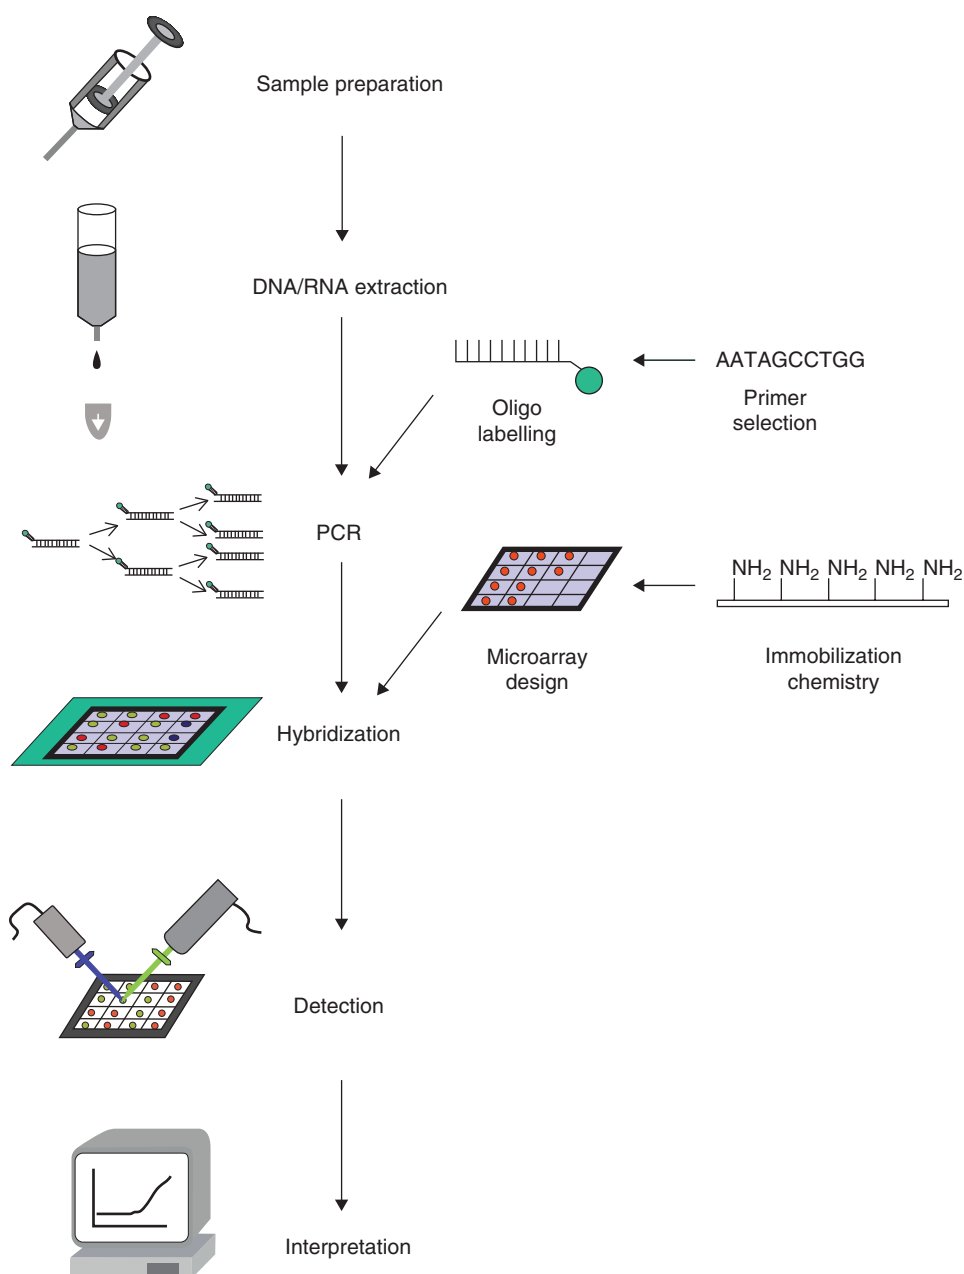 Sample preparation
DNA/RNA extraction
AATAGCCTGG
Primer
selection
Oligo
labelling
PCR
NH2 NH2 NH2 NH2 NH2
Microarray
design
Immobilization
chemistry
Hybridization
Detection
Interpretation